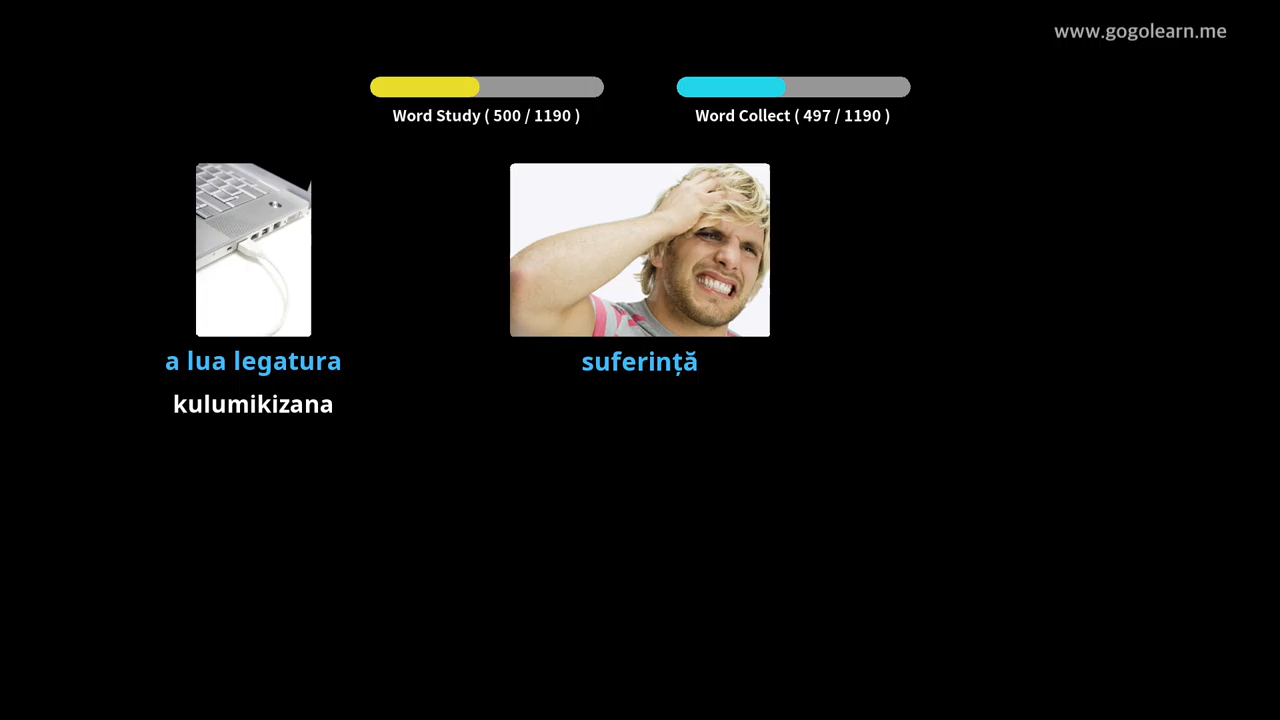 www.gogolearn.me
Word Study ( 500 / 1190 )
Word Collect ( 497 / 1190 )
a lua legatura
kulumikizana
suferință